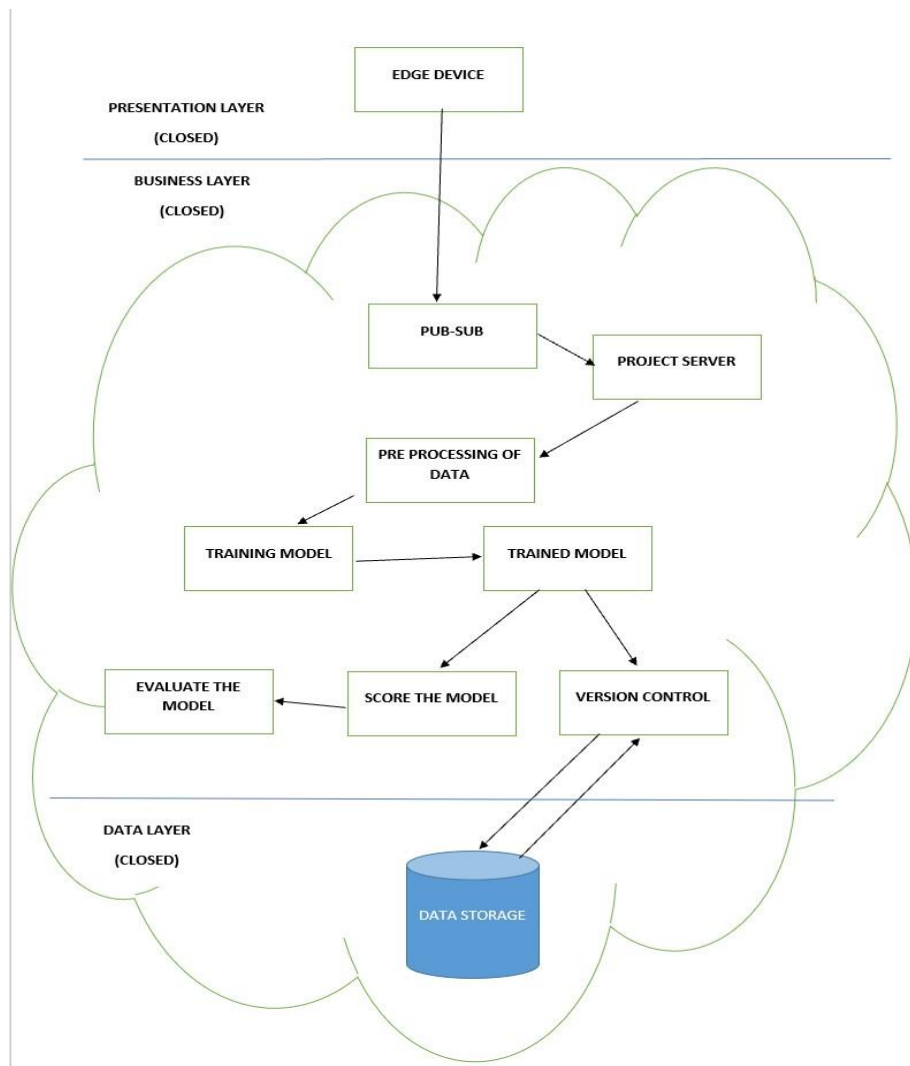 EDGE DEVICE
PRESENTATION LAYER
(CLOSED)
BUSINESS LAYER
(CLOSED)
PUB-SUB
PROJECT SERVER
PRE PROCESSING OF
DATA
TRAINING MODEL
TRAINED MODEL
EVALUATE THE
MODEL
SCORE THE MODEL
VERSION CONTROL
DATA LAYER
(CLOSED)
DATA STORAGE